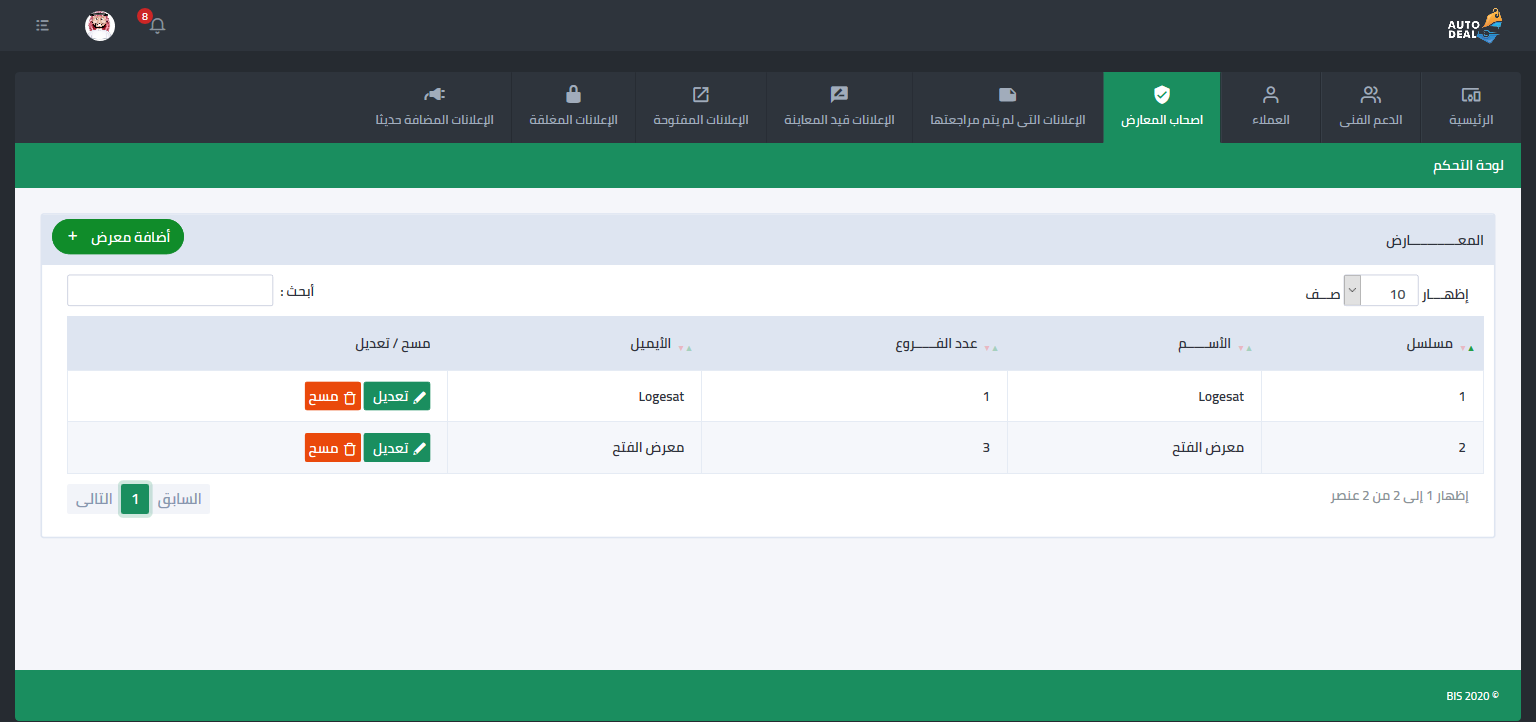 AUTO
DEAL
8
الرئيسية
الدعم الفنى
العملاء
اصحاب المعارض
الإعلانات التى لم يتم مراجعتها
الإعلانات قيد المعاينة
الإعلانات المفتوحة
الإعلانات المغلقة
الإعلانات المضافة حديثا
لوحة التحكم
المعـــــــــــارض
أضافة معرض +
إظهـــار 10 صـــف
أبحث :
مسلسل الأســـــم عدد الفـــــروع الأيميل مسح / تعديل
1 Logesat 1 Logesat تعديل مسح
2 معرض الفتح 3 معرض الفتح تعديل مسح
إظهار 1 إلى 2 من 2 عنصر
السابق 1 التالى
BIS 2020 ©